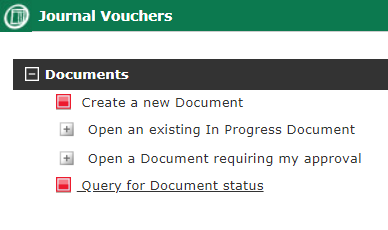 Journal Vouchers
Documents
Create a new Document
Open an existing In Progress Document
Open a Document requiring my approval
Query for Document status